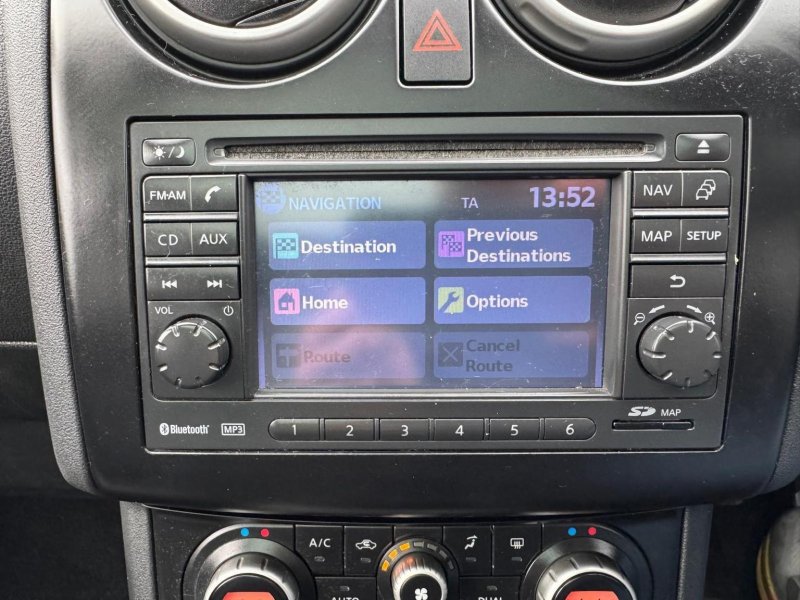 FM·AM
NAVIGATION TA 13:52
NAV
CD AUX
Destination
Previous
Destinations
MAP SETUP
Home
Options
VOL
Route
Cancel
Route
Bluetooth MP3
1 2 3 4 5 6
SD MAP
A/C
AUTO
DUAL